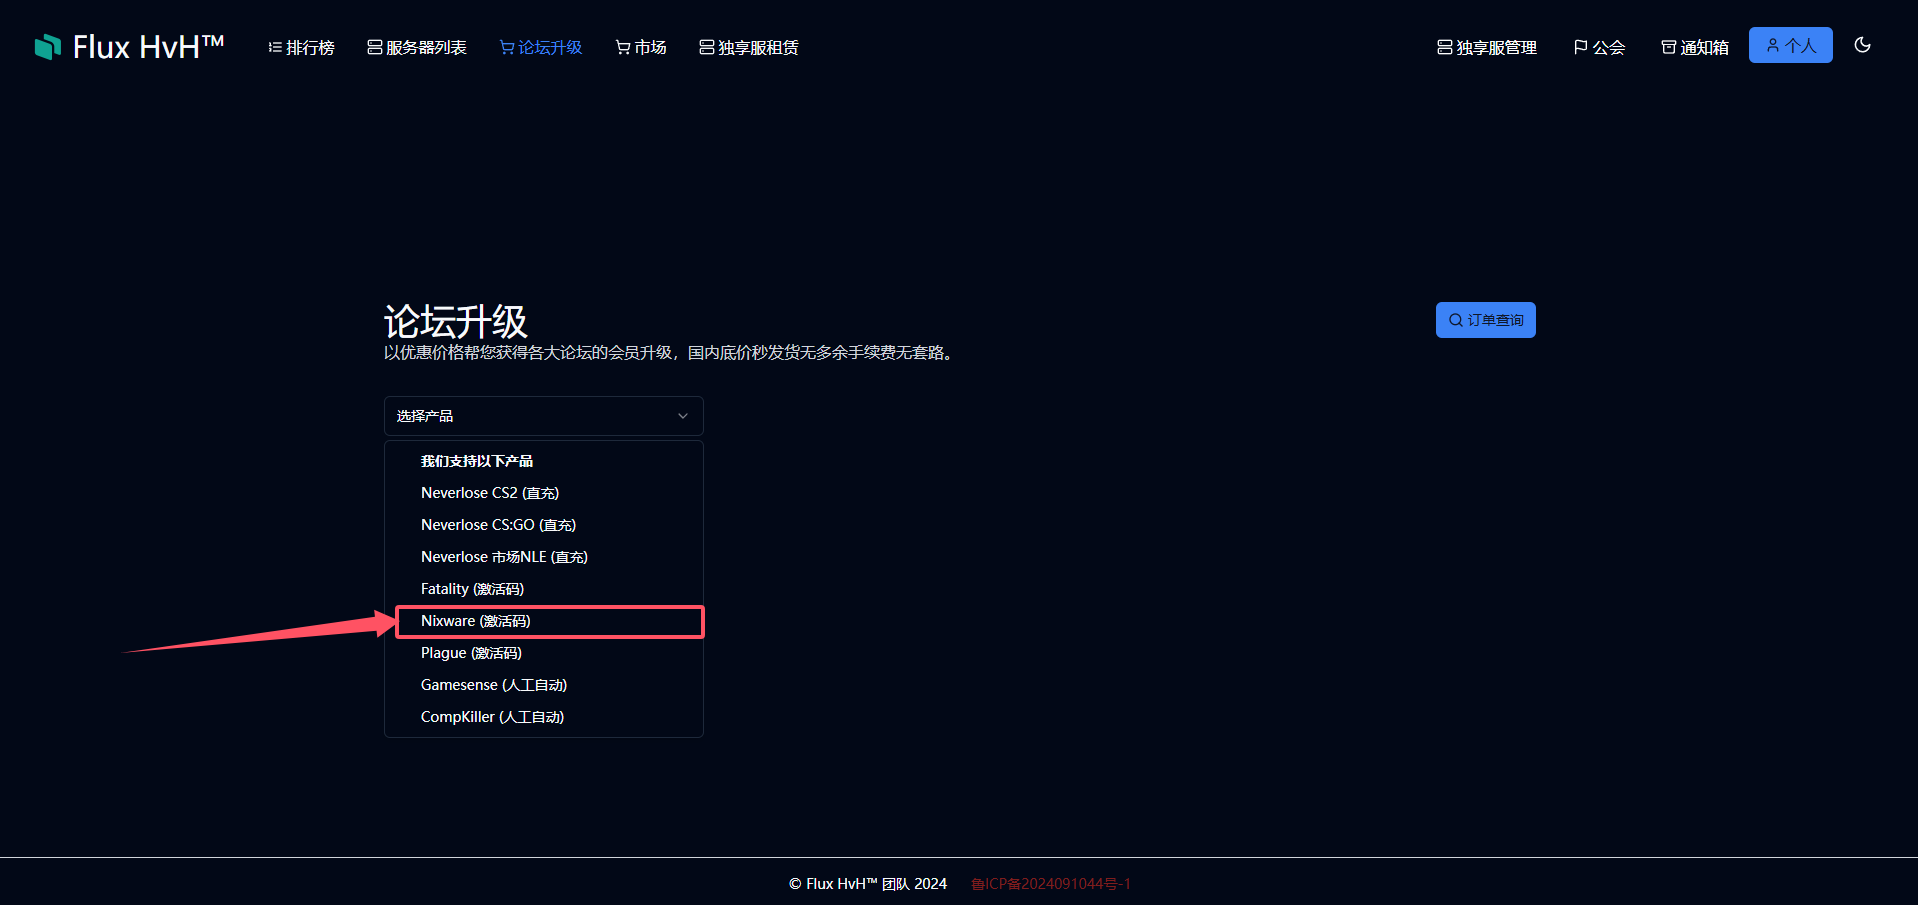 Flux HvH™
排行榜
服务器列表
论坛升级
市场
独享服租赁
独享服管理
公会
通知箱
个人
论坛升级
订单查询
以优惠价格帮您获得各大论坛的会员升级，国内底价秒发货无多余手续费无套路。
选择产品
我们支持以下产品
Neverlose CS2 (直充)
Neverlose CS:GO (直充)
Neverlose 市场NLE (直充)
Fatality (激活码)
Nixware (激活码)
Plague (激活码)
Gamesense (人工自动)
CompKiller (人工自动)
© Flux HvH™ 团队 2024
鲁ICP备2024091044号-1